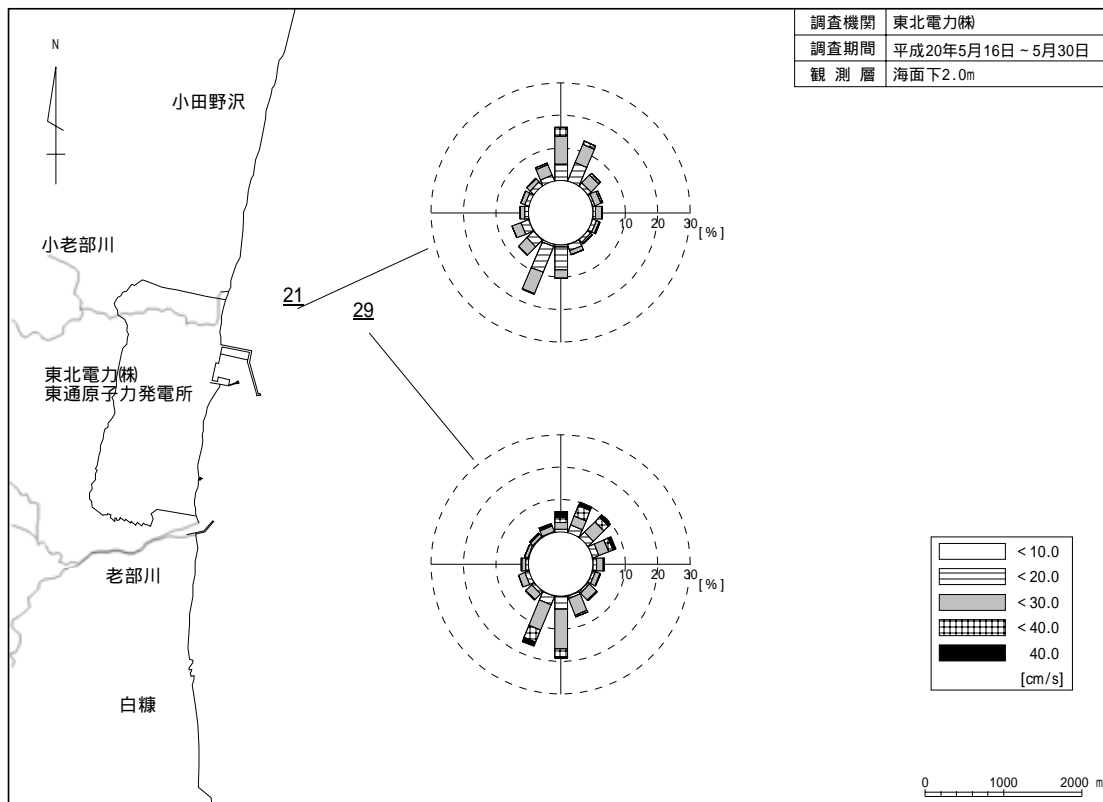 調査機関 東北電力㈱
調査期間 平成20年5月16日～5月30日
観測層 海面下2.0m
N
小田野沢
小老部川
21
29
東北電力㈱
東通原子力発電所
老部川
白糠
10 20 30 [%]
10 20 30 [%]
<10.0
<20.0
<30.0
<40.0
40.0
[cm/s]
0 1000 2000 m